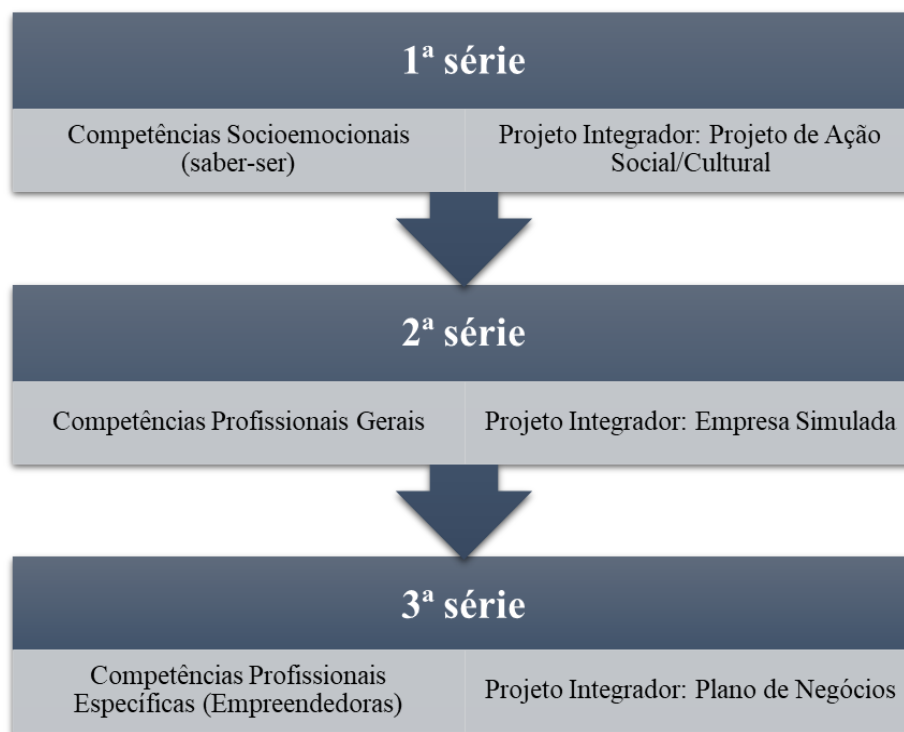 1ª série
Competências Socioemocionais
(saber-ser)
Projeto Integrador: Projeto de Ação
Social/Cultural
2ª série
Competências Profissionais Gerais
Projeto Integrador: Empresa Simulada
3ª série
Competências Profissionais
Específicas (Empreendedoras)
Projeto Integrador: Plano de Negócios